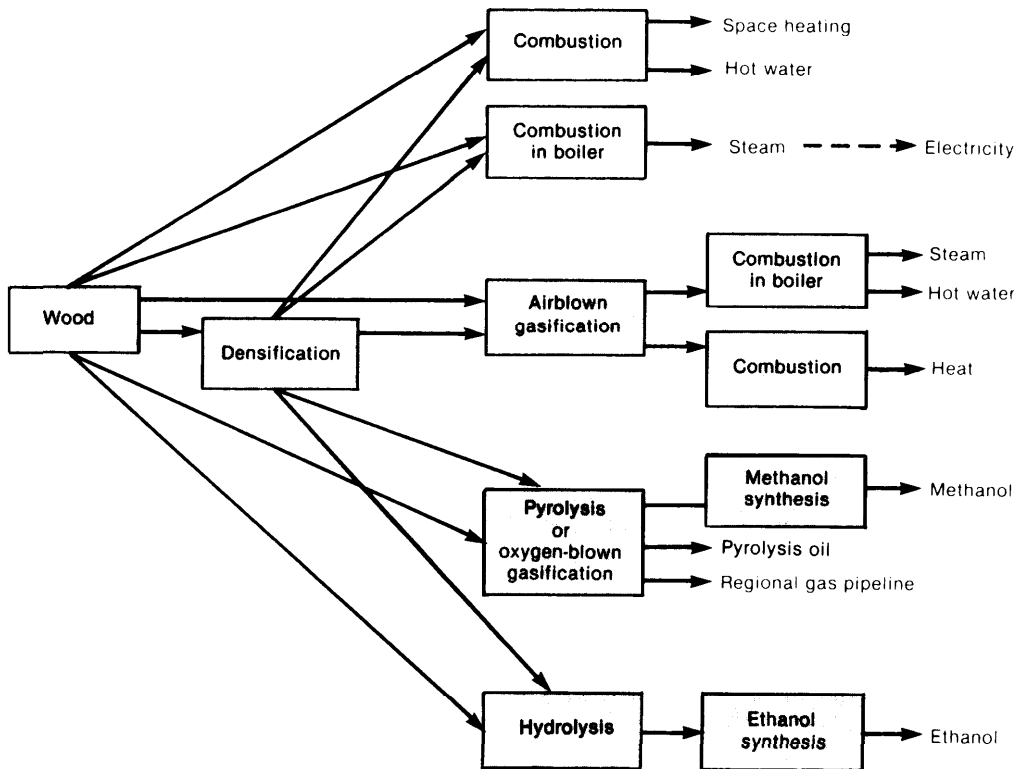 Combustion
Space heating
Hot water
Combustion
in boiler
Steam
Electricity
Wood
Densification
Airblown
gasification
Combustion
in boiler
Steam
Hot water
Combustion
Heat
Pyrolysis
or
oxygen-blown
gasification
Methanol
synthesis
Methanol
Pyrolysis oil
Regional gas pipeline
Hydrolysis
Ethanol
synthesis
Ethanol